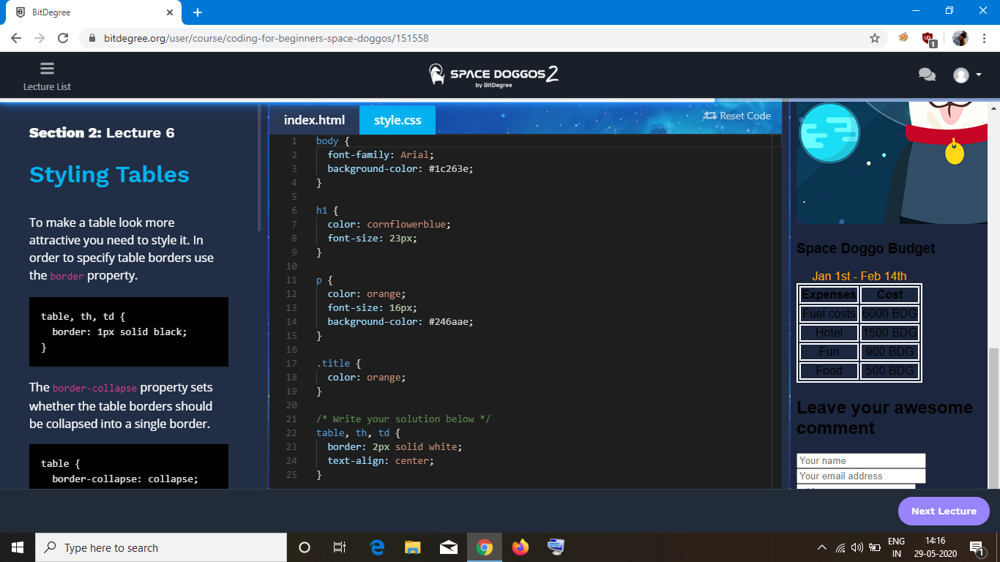 BitDegree
bitdegree.org/user/course/coding-for-beginners-space-doggos/151558
1
Lecture List
SPACE DOGGOS 2
by BitDegree
Section 2: Lecture 6
Styling Tables
To make a table look more
attractive you need to style it. In
order to specify table borders use
the border property.
table, th, td {
border: 1px solid black;
}
The border-collapse property sets
whether the table borders should
be collapsed into a single border.
table {
border-collapse: collapse;
index.html
style.css
Reset Code
1 body {
2 font-family: Arial;
3 background-color: #1c263e;
4 }
5
6 h1 {
7 color: cornflowerblue;
8 font-size: 23px;
9 }
10
11 p {
12 color: orange;
13 font-size: 16px;
14 background-color: #246aae;
15 }
16
17 .title {
18 color: orange;
19 }
20
21 /* Write your solution below */
22 table, th, td {
23 border: 2px solid white;
24 text-align: center;
25 }
Space Doggo Budget
Jan 1st - Feb 14th
Expenses Cost
Fuel costs 6000 BDG
Hotel 1500 BDG
Fun 900 BDG
Food 500 BDG
Leave your awesome
comment
Your name
Your email address
Next Lecture
Type here to search
ENG
IN
14:16
29-05-2020
1